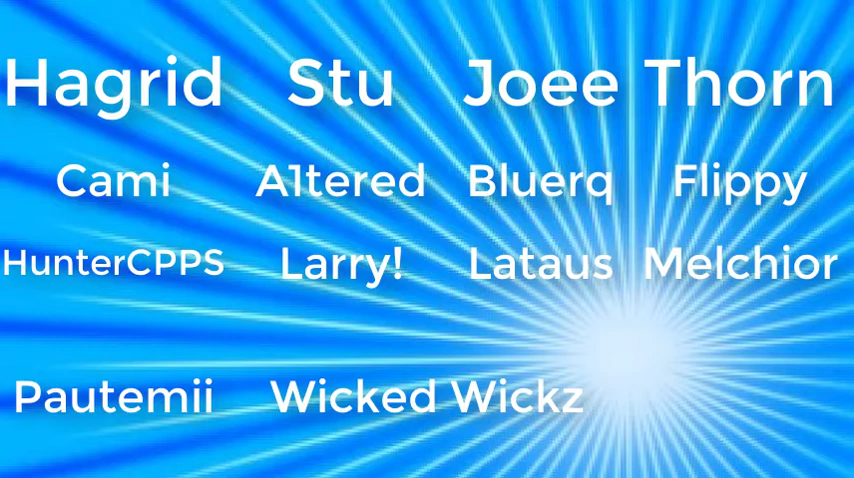 Hagrid Stu Joee Thorn
Cami A1tered Bluerq Flippy
HunterCPPS Larry! Lataus Melchior
Pautemii Wicked Wickz